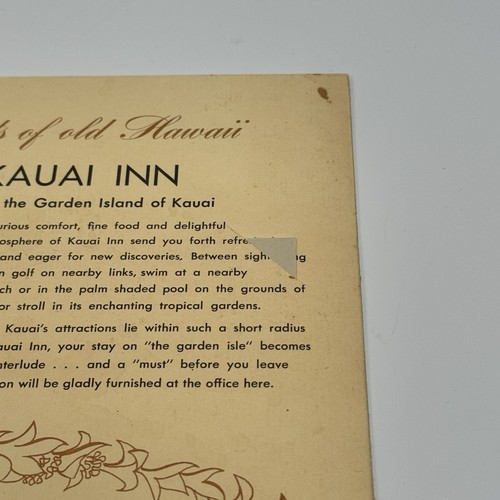 of old Hawaii
KAUAI INN
the Garden Island of Kauai
urious comfort, fine food and delightful
osphere of Kauai Inn send you forth refre
and eager for new discoveries. Between sigh ng
n golf on nearby links, swim at a nearby
ch or in the palm shaded pool on the grounds of
or stroll in its enchanting tropical gardens.
Kauai's attractions lie within such a short radius
auai Inn, your stay on "the garden isle" becomes
nterlude . . . and a "must" before you leave
on will be gladly furnished at the office here.